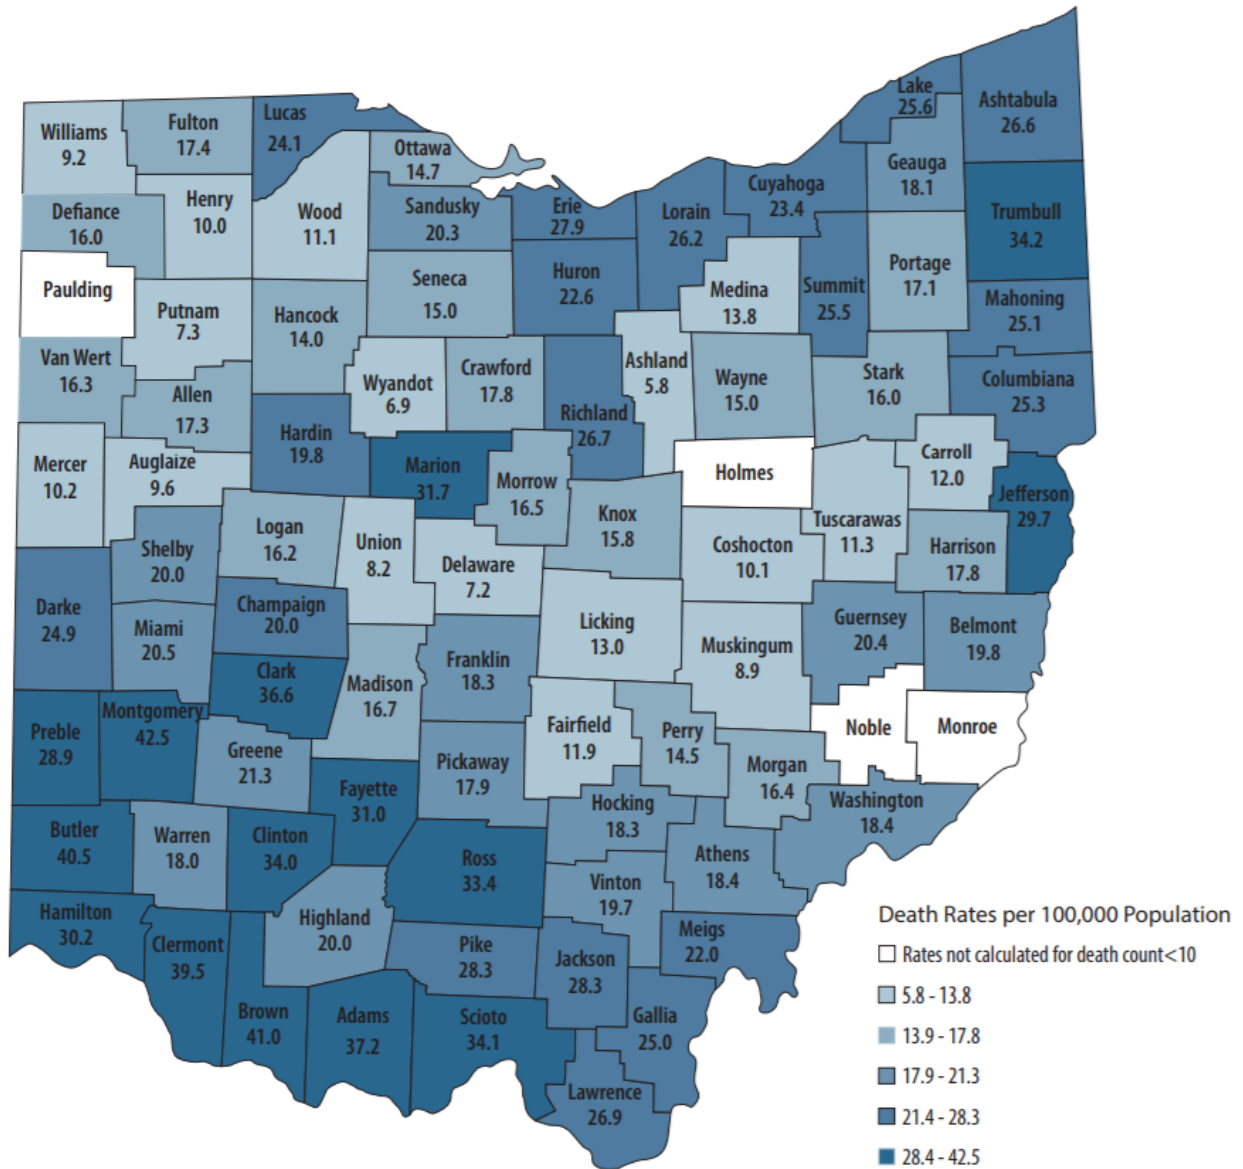 Lake
25.6
Ashtabula
26.6
Williams
9.2
Fulton
17.4
Lucas
24.1
Ottawa
14.7
Geauga
18.1
Cuyahoga
23.4
Defiance
16.0
Henry
10.0
Wood
11.1
Sandusky
20.3
Erie
27.9
Lorain
26.2
Trumbull
34.2
Paulding
Putnam
7.3
Hancock
14.0
Seneca
15.0
Huron
22.6
Medina
13.8
Summit
25.5
Portage
17.1
Mahoning
25.1
Van Wert
16.3
Allen
17.3
Wyandot
6.9
Crawford
17.8
Ashland
5.8
Wayne
15.0
Stark
16.0
Columbiana
25.3
Hardin
19.8
Richland
26.7
Mercer
10.2
Auglaize
9.6
Marion
31.7
Morrow
16.5
Holmes
Carroll
12.0
Jefferson
29.7
Logan
16.2
Union
8.2
Knox
15.8
Coshocton
10.1
Tuscarawas
11.3
Harrison
17.8
Shelby
20.0
Delaware
7.2
Darke
24.9
Miami
20.5
Champaign
20.0
Licking
13.0
Muskingum
8.9
Guernsey
20.4
Belmont
19.8
Clark
36.6
Madison
16.7
Franklin
18.3
Preble
28.9
Montgomery
42.5
Greene
21.3
Pickaway
17.9
Fairfield
11.9
Perry
14.5
Morgan
16.4
Noble
Monroe
Fayette
31.0
Hocking
18.3
Washington
18.4
Butler
40.5
Warren
18.0
Clinton
34.0
Ross
33.4
Athens
18.4
Vinton
19.7
Hamilton
30.2
Clermont
39.5
Highland
20.0
Pike
28.3
Jackson
28.3
Meigs
22.0
Brown
41.0
Adams
37.2
Scioto
34.1
Gallia
25.0
Lawrence
26.9
Death Rates per 100,000 Population
Rates not calculated for death count<10
5.8 - 13.8
13.9 - 17.8
17.9 - 21.3
21.4 - 28.3
28.4 - 42.5